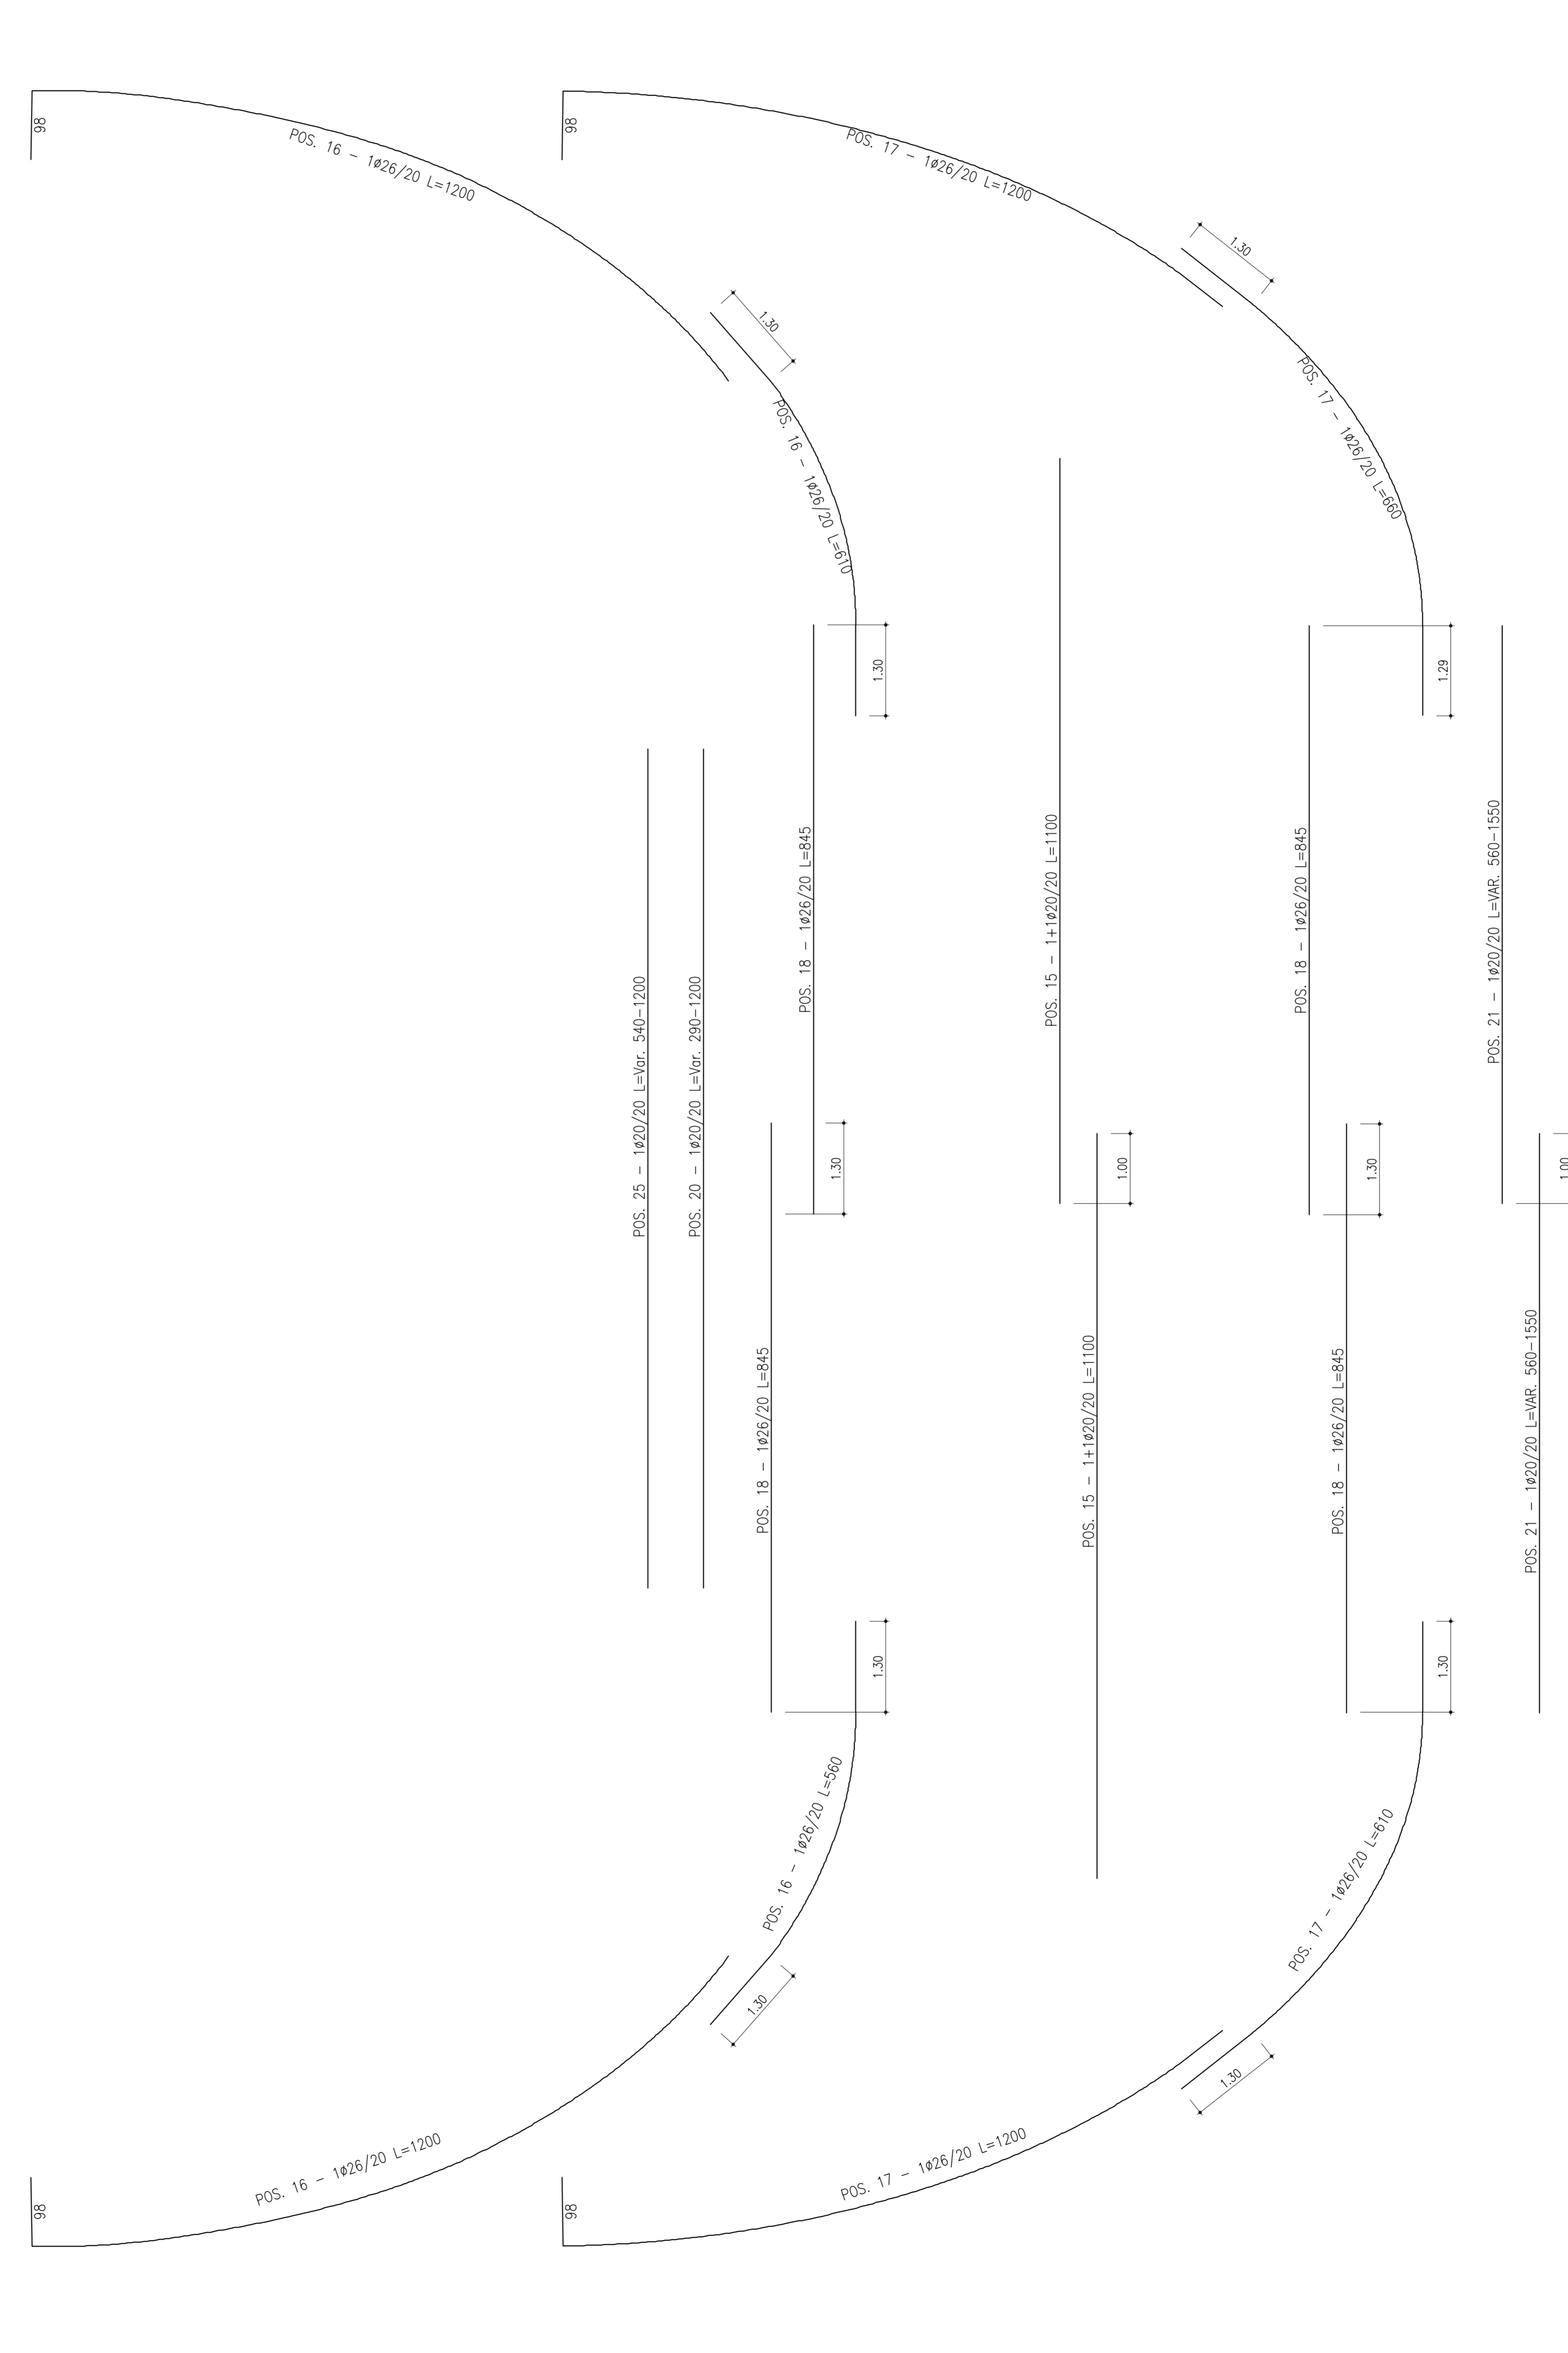 98
POS. 16 - 1ø26/20 L=1200
98
POS. 17 - 1ø26/20 L=1200
1.30
1.30
POS. 17 - 1ø26/20 L=660
POS. 16 - 1ø26/20 L=610
1.30
1.29
POS. 18 - 1ø26/20 L=845
POS. 15 - 1+1ø20/20 L=1100
POS. 18 - 1ø26/20 L=845
POS. 21 - 1ø20/20 L=VAR. 560-1550
POS. 25 - 1ø20/20 L=Var. 540-1200
POS. 20 - 1ø20/20 L=Var. 290-1200
1.30
1.00
1.30
1.00
POS. 18 - 1ø26/20 L=845
POS. 15 - 1+1ø20/20 L=1100
POS. 18 - 1ø26/20 L=845
POS. 21 - 1ø20/20 L=VAR. 560-1550
1.30
1.30
POS. 16 - 1ø26/20 L=560
POS. 17 - 1ø26/20 L=610
1.30
1.30
POS. 16 - 1ø26/20 L=1200
POS. 17 - 1ø26/20 L=1200
98
98